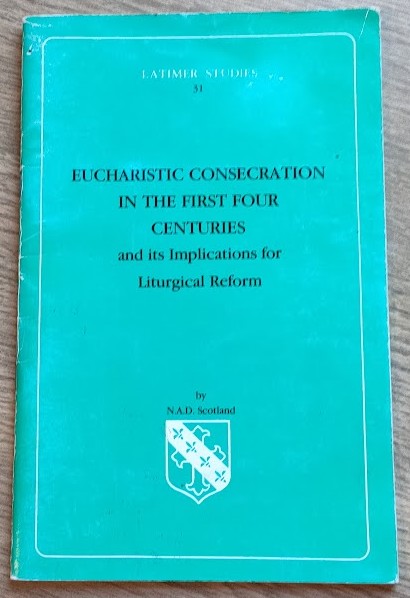 LATIMER STUDIES
31
EUCHARISTIC CONSECRATION
IN THE FIRST FOUR
CENTURIES
and its Implications for
Liturgical Reform
by
N.A.D. Scotland